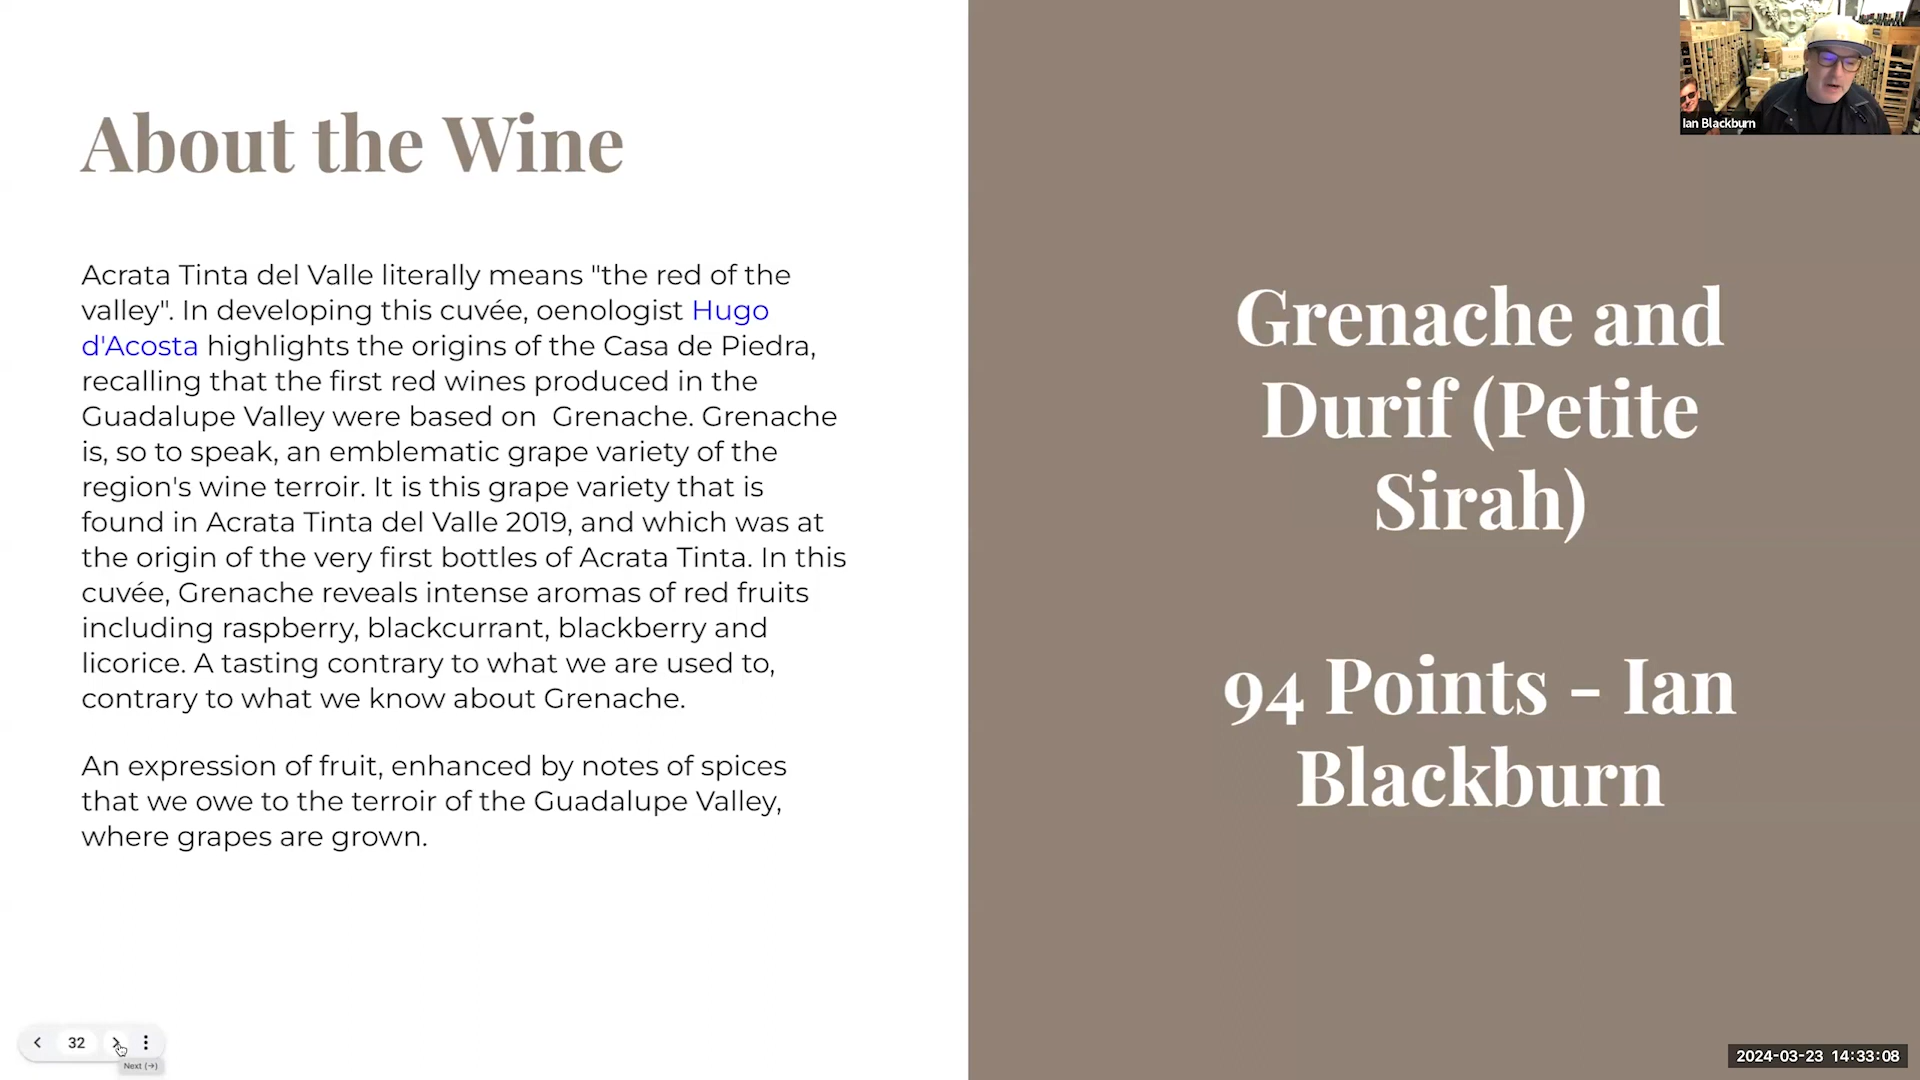 About the Wine
Acrata Tinta del Valle literally means "the red of the
valley". In developing this cuvée, oenologist Hugo
d'Acosta highlights the origins of the Casa de Piedra,
recalling that the first red wines produced in the
Guadalupe Valley were based on  Grenache. Grenache
is, so to speak, an emblematic grape variety of the
region's wine terroir. It is this grape variety that is
found in Acrata Tinta del Valle 2019, and which was at
the origin of the very first bottles of Acrata Tinta. In this
cuvée, Grenache reveals intense aromas of red fruits
including raspberry, blackcurrant, blackberry and
licorice. A tasting contrary to what we are used to,
contrary to what we know about Grenache.
An expression of fruit, enhanced by notes of spices
that we owe to the terroir of the Guadalupe Valley,
where grapes are grown.
Grenache and
Durif (Petite
Sirah)
94 Points - Ian
Blackburn
Ian Blackburn
32
Next (→)
2024-03-23 14:33:08